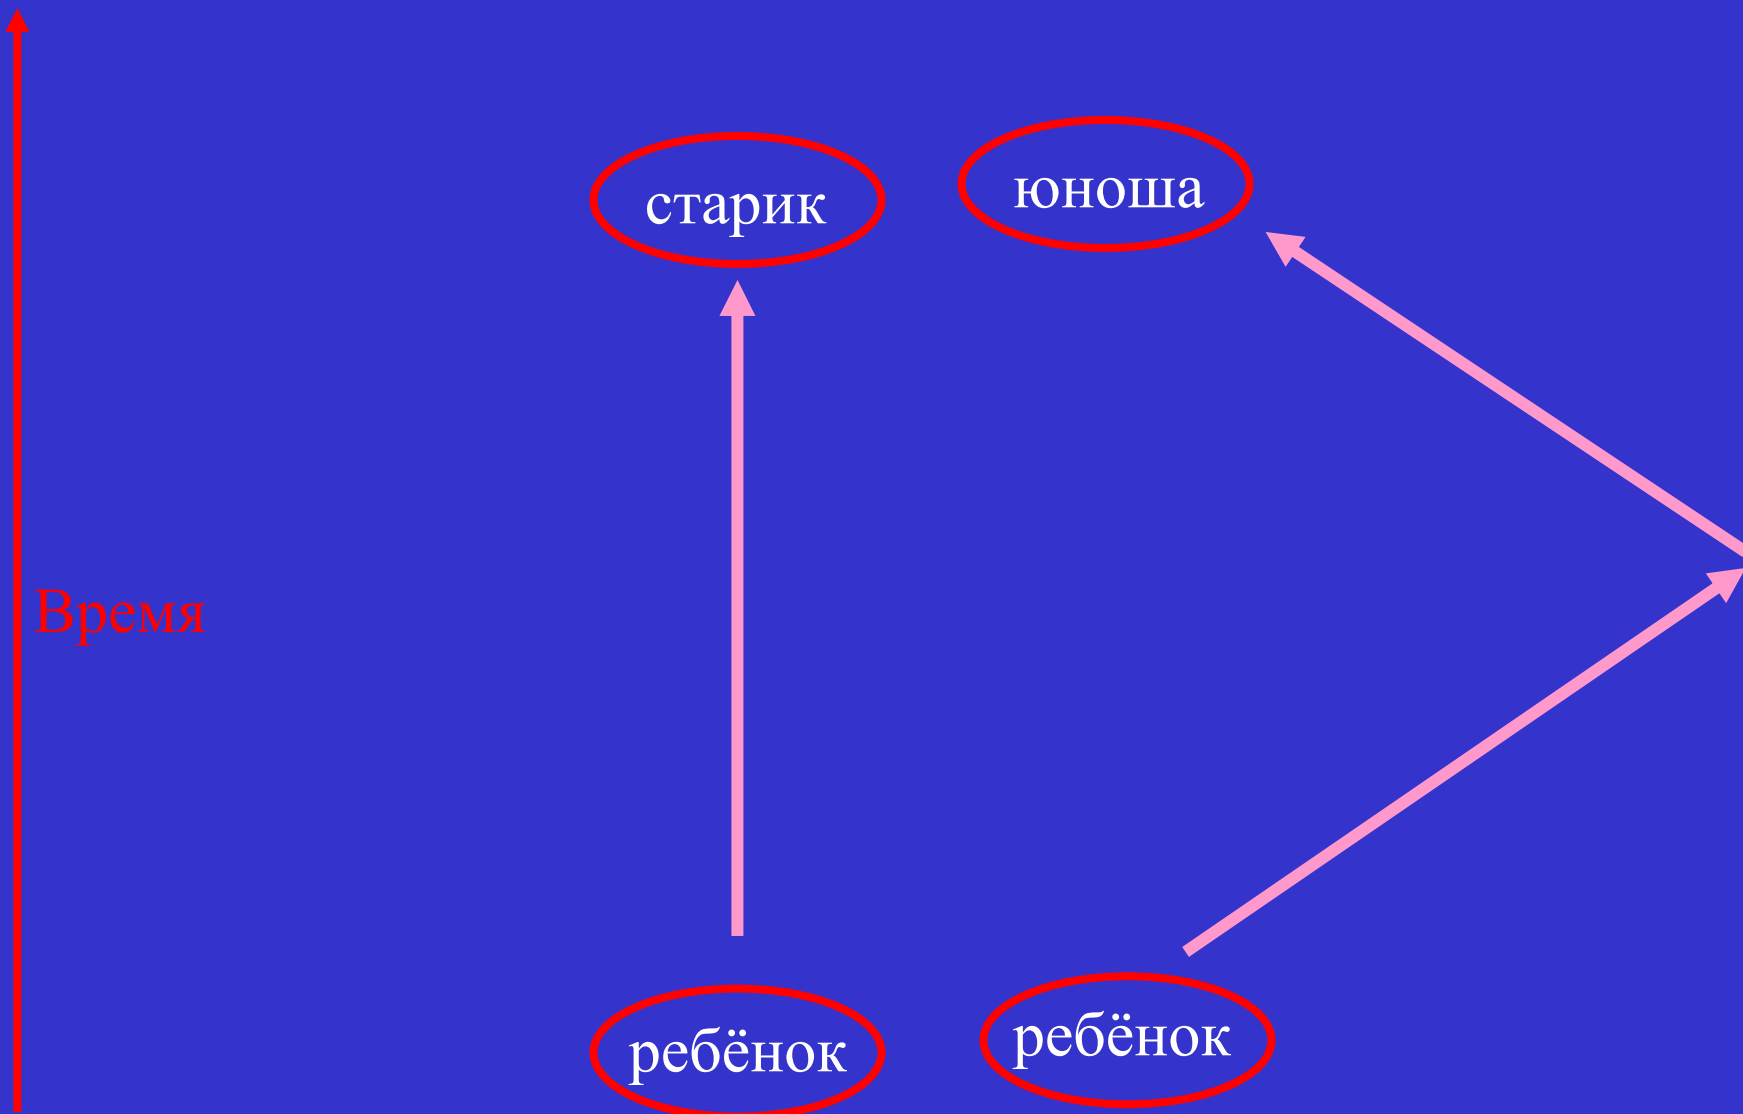 старик
юноша
Время
ребёнок
ребёнок